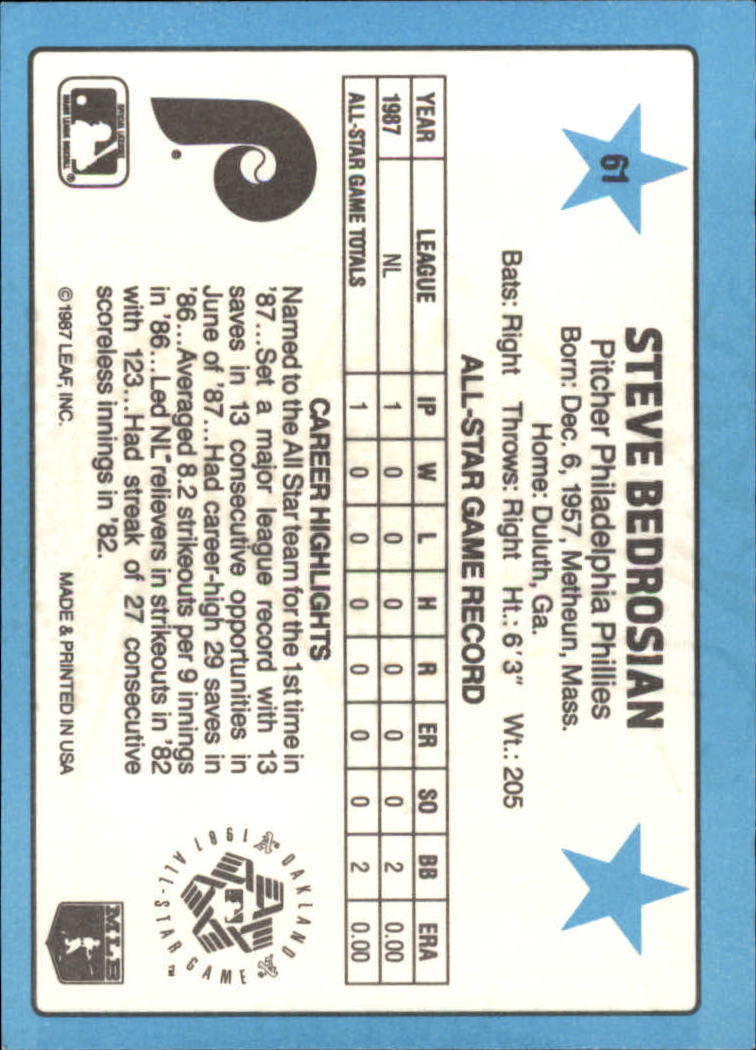 61
STEVE BEDROSIAN
Pitcher Philadelphia Phillies
Born: Dec. 6, 1957, Metheun, Mass.
Home: Duluth, Ga.
Bats: Right Throws: Right Ht.: 6'3" Wt.: 205
ALL-STAR GAME RECORD
YEAR LEAGUE IP W L H R ER SO BB ERA
1987 NL 1 0 0 0 0 0 0 2 0.00
ALL-STAR GAME TOTALS 1 0 0 0 0 0 0 2 0.00
CAREER HIGHLIGHTS
Named to the All Star team for the 1st time in
'87...Set a major league record with 13
saves in 13 consecutive opportunities in
June of '87...Had career-high 29 saves in
'86...Averaged 8.2 strikeouts per 9 innings
in '86...Led NL relievers in strikeouts in '82
with 123...Had streak of 27 consecutive
scoreless innings in '82.
P ®
OFFICIAL LICENSEE
MAJOR LEAGUE BASEBALL ®
© 1987 LEAF, INC. MADE & PRINTED IN USA
OAKLAND A's
1987 ALL-STAR GAME ™
MLB